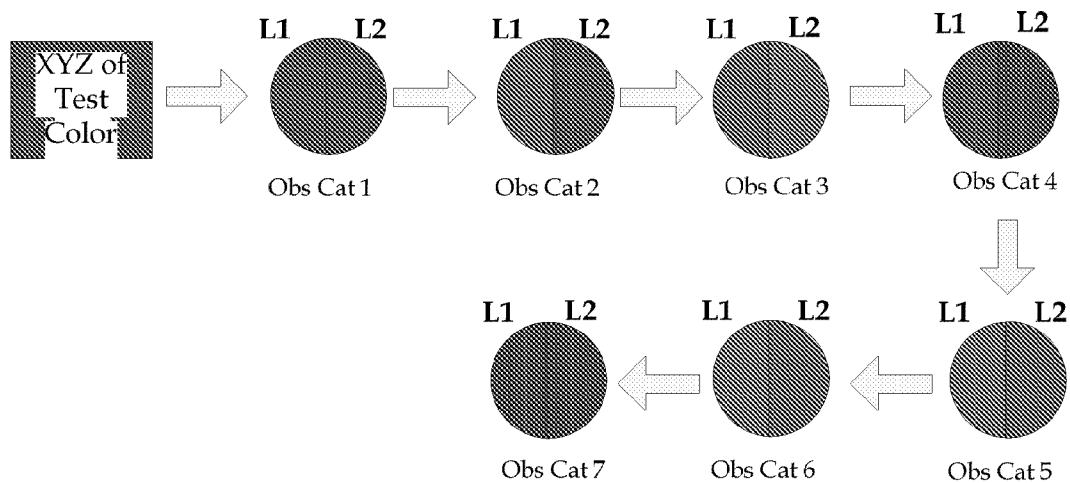 L1 L2 L1 L2 L1 L2 L1 L2
XYZ of
Test
Color
Obs Cat 1 Obs Cat 2 Obs Cat 3 Obs Cat 4
L1 L2 L1 L2 L1 L2
Obs Cat 7 Obs Cat 6 Obs Cat 5